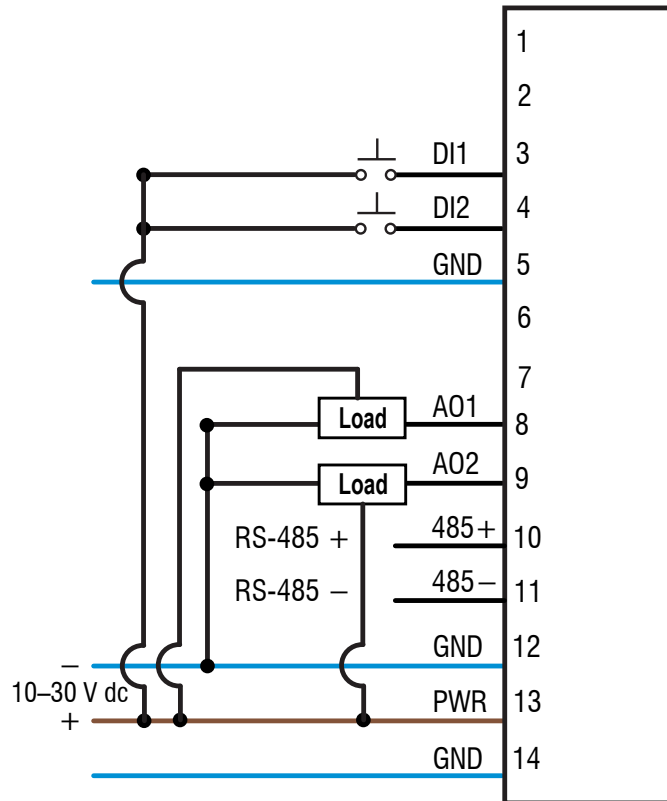 1
2
DI1 3
DI2 4
GND 5
6
7
Load AO1 8
Load AO2 9
RS-485 + 485+ 10
RS-485 − 485− 11
− GND 12
10–30 V dc
+ PWR 13
GND 14